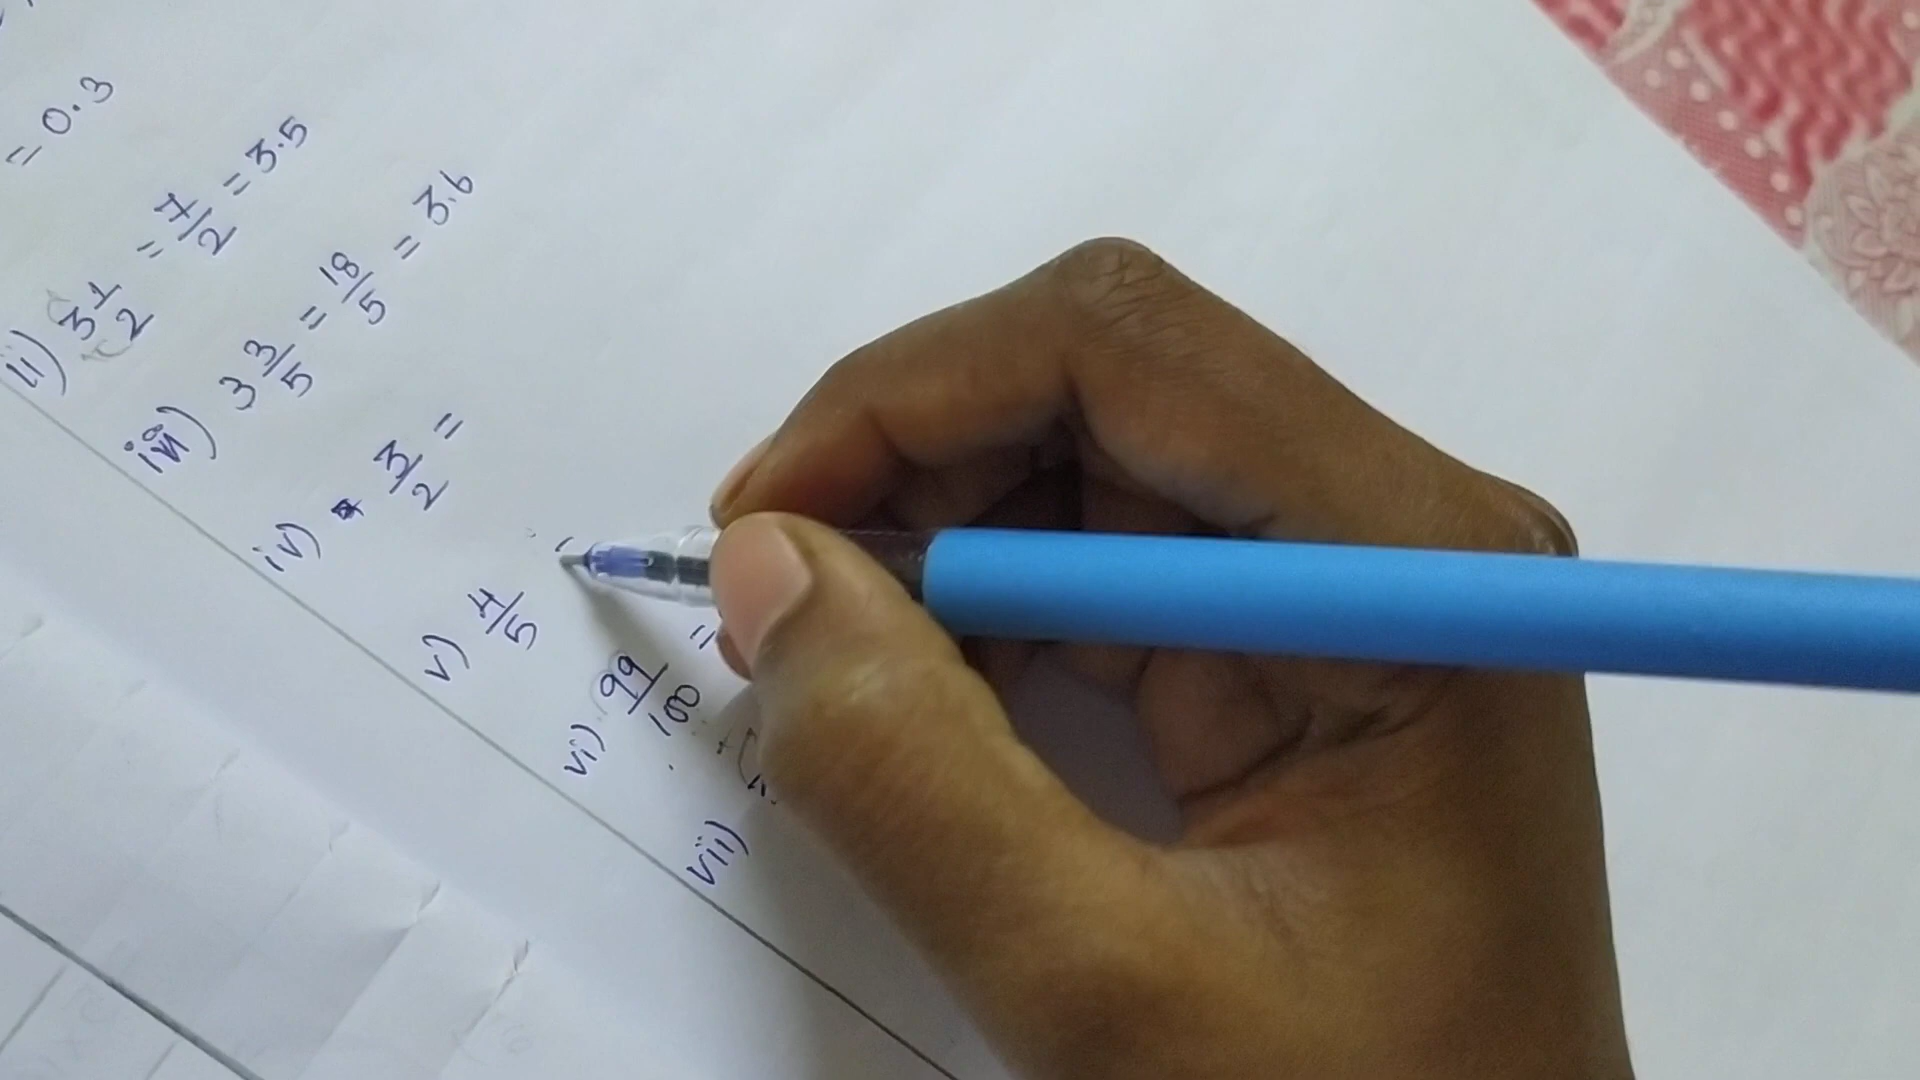 = 0.3
ii) 3 1/2 = 7/2 = 3.5
iii) 3 3/5 = 18/5 = 3.6
iv) 3/2 =
v) 4/5
vi) 99/100 =
vii)